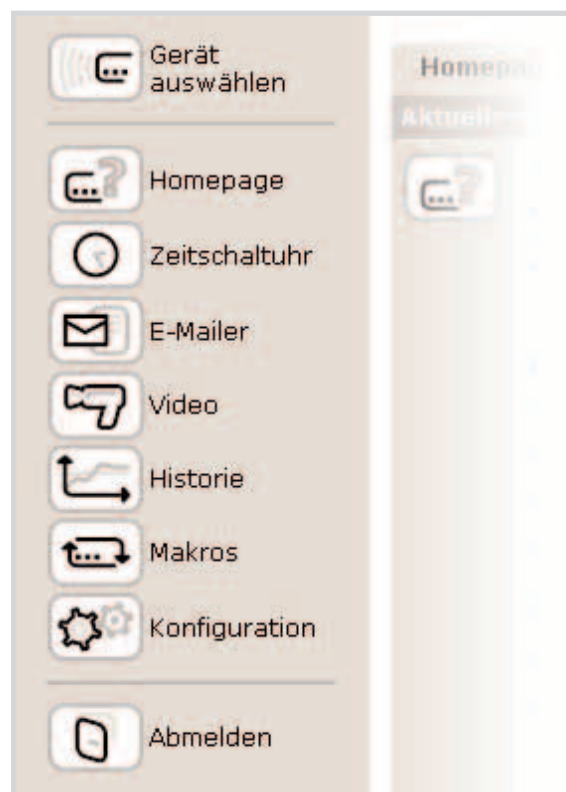 Gerät
auswählen
Homepage
Zeitschaltuhr
E-Mailer
Video
Historie
Makros
Konfiguration
Abmelden